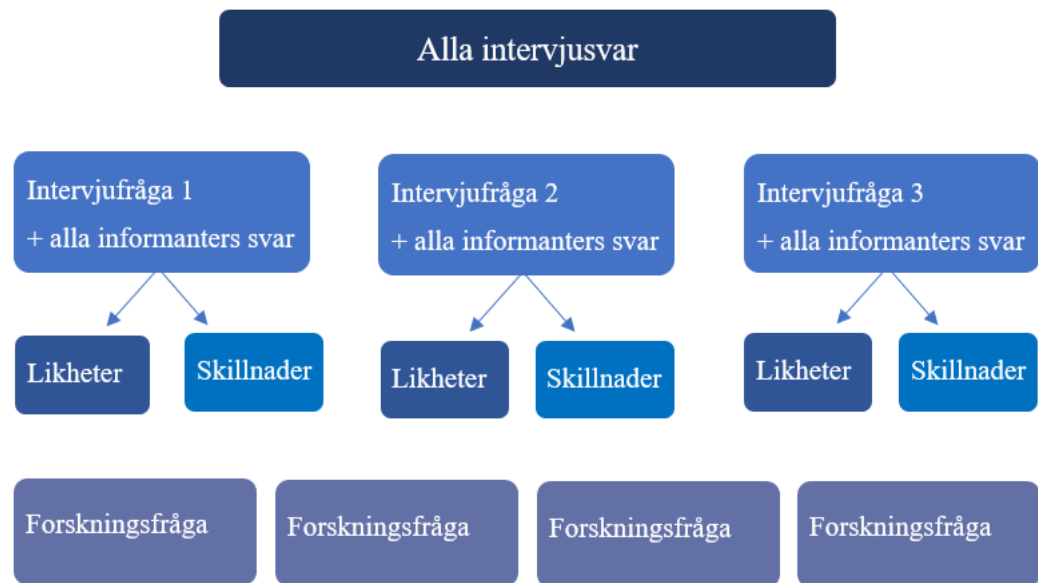 Alla intervjusvar
Intervjufråga 1
+ alla informanters svar
Intervjufråga 2
+ alla informanters svar
Intervjufråga 3
+ alla informanters svar
Likheter
Skillnader
Likheter
Skillnader
Likheter
Skillnader
Forskningsfråga
Forskningsfråga
Forskningsfråga
Forskningsfråga